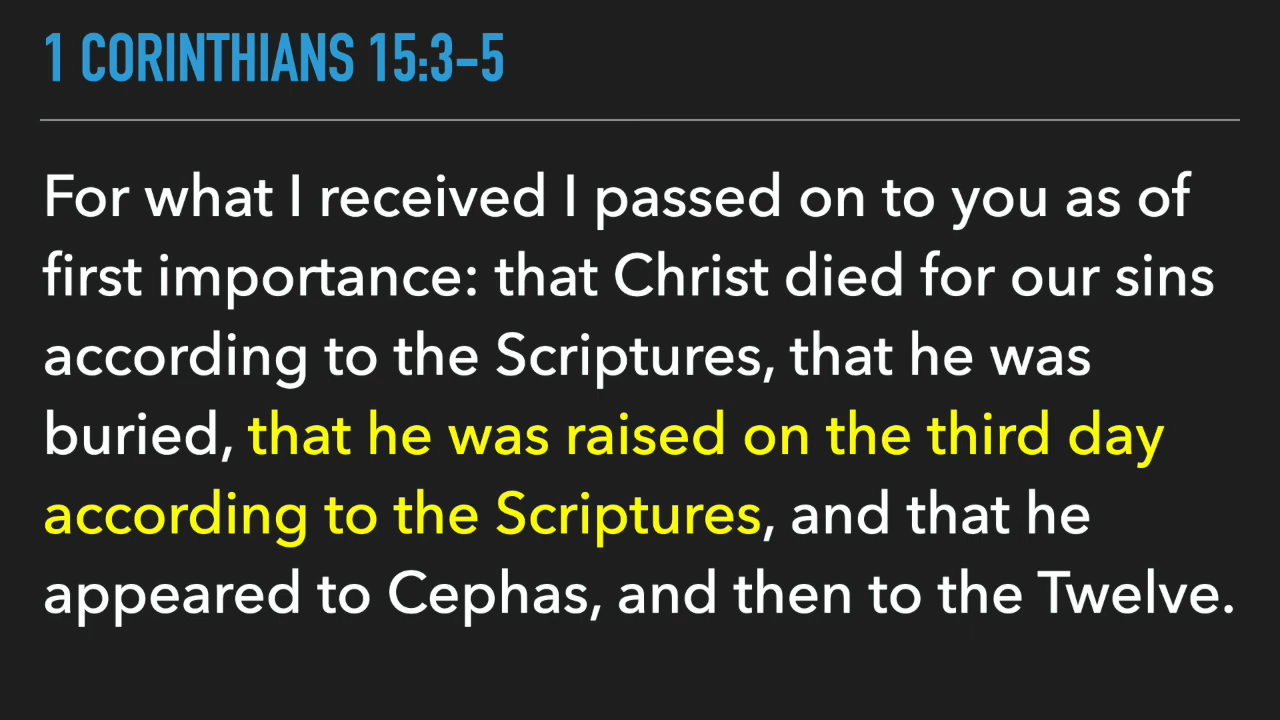 1 CORINTHIANS 15:3-5
For what I received I passed on to you as of
first importance: that Christ died for our sins
according to the Scriptures, that he was
buried, that he was raised on the third day
according to the Scriptures, and that he
appeared to Cephas, and then to the Twelve.